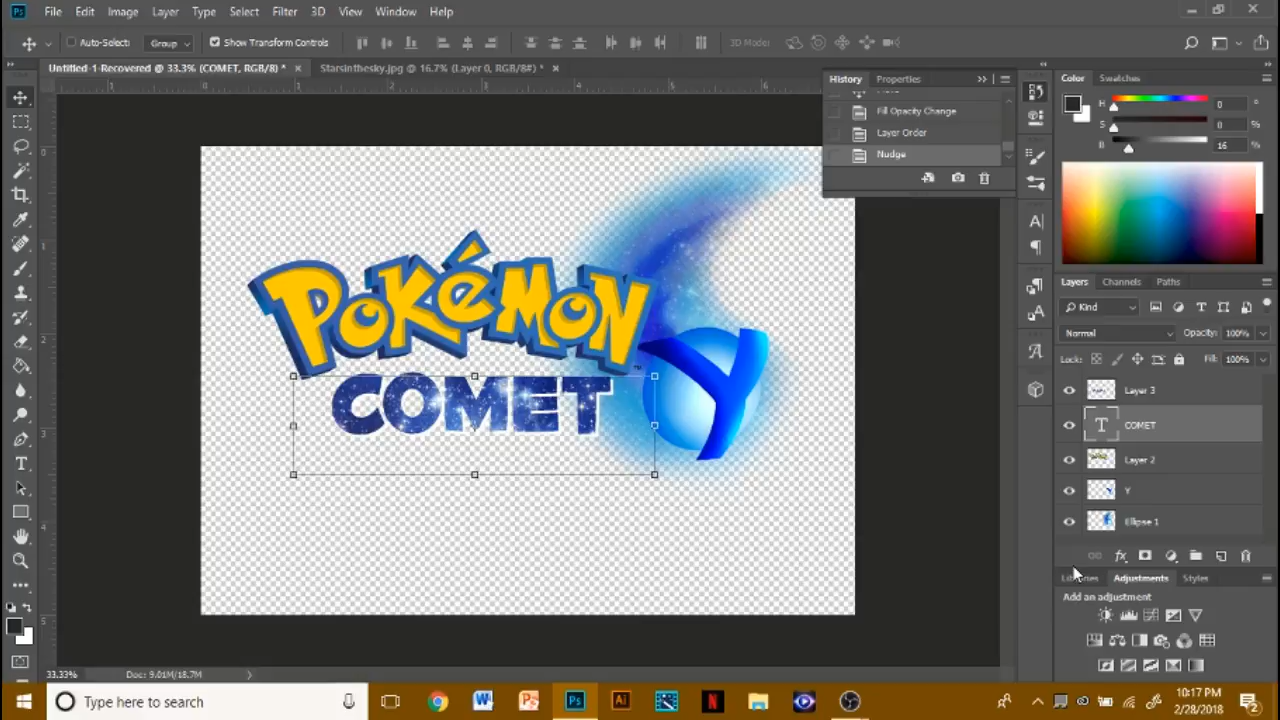 Ps File Edit Image Layer Type Select Filter 3D View Window Help
Auto-Select: Group Show Transform Controls 3D Mode:
Untitled-1-Recovered @ 33.3% (COMET, RGB/8) * × Starsinthesky.jpg @ 16.7% (Layer 0, RGB/8#) * ×
History Properties
Fill Opacity Change
Layer Order
Nudge
Color Swatches
H 0 °
S 0 %
B 16 %
POKéMON
™
COMET
Y
Layers Channels Paths
Kind
Normal Opacity: 100%
Lock: Fill: 100%
Layer 3
T COMET
Layer 2
Y
Ellipse 1
Libraries Adjustments Styles
Add an adjustment
33.33% Doc: 9.01M/18.7M
Type here to search
10:17 PM
2/28/2018